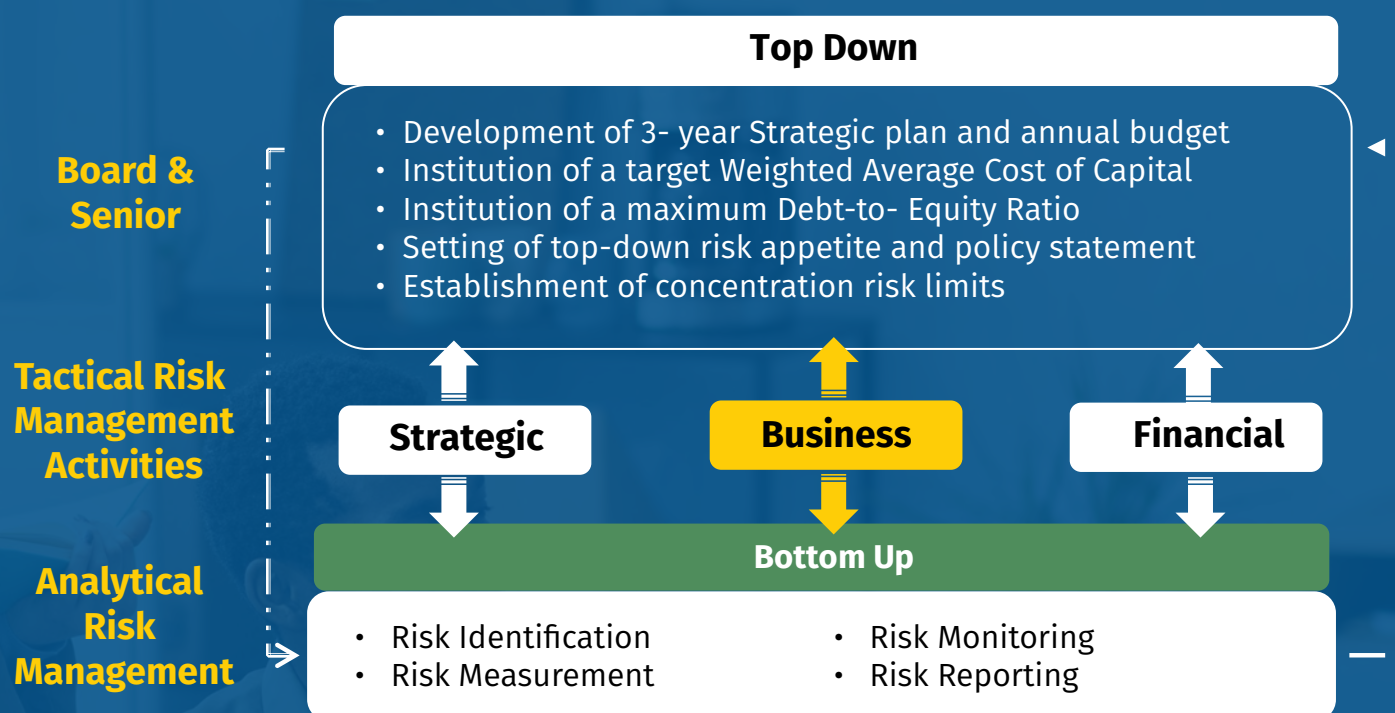 Top Down
Board &
Senior
• Development of 3- year Strategic plan and annual budget
• Institution of a target Weighted Average Cost of Capital
• Institution of a maximum Debt-to- Equity Ratio
• Setting of top-down risk appetite and policy statement
• Establishment of concentration risk limits
Tactical Risk
Management
Activities
Strategic
Business
Financial
Bottom Up
Analytical
Risk
Management
• Risk Identification
• Risk Measurement
• Risk Monitoring
• Risk Reporting